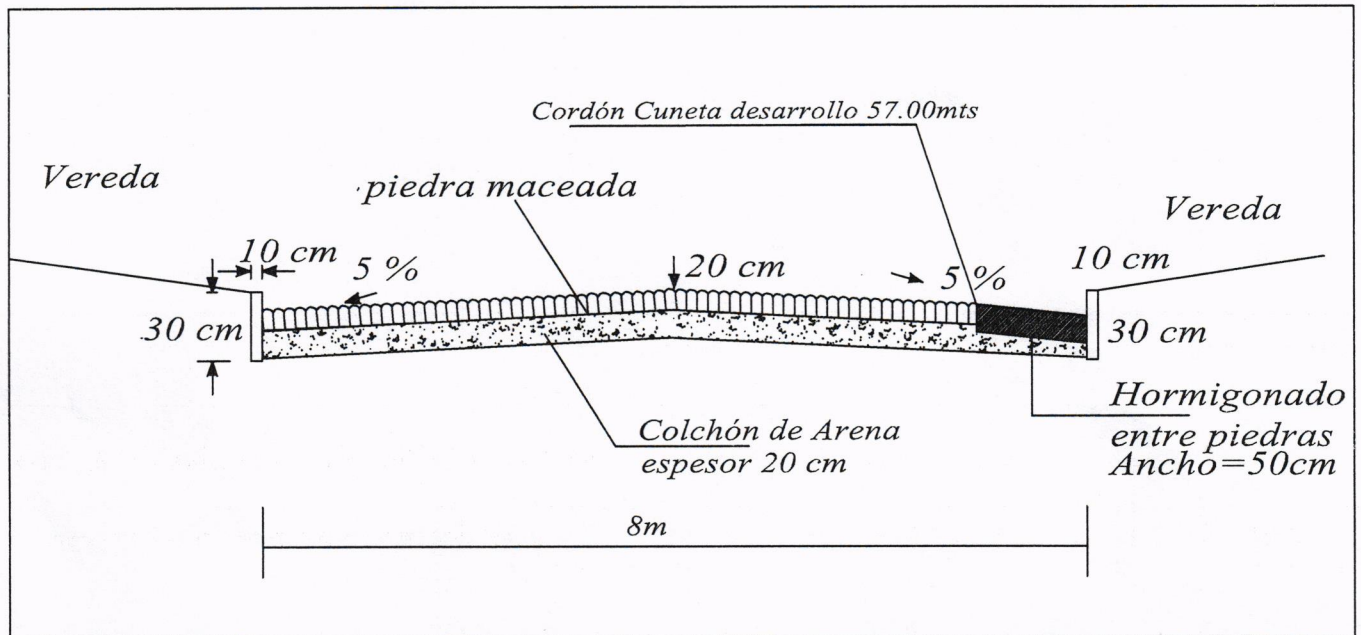 Cordón Cuneta desarrollo 57.00mts
Vereda
piedra maceada
Vereda
10 cm
5 %
20 cm
5 %
10 cm
30 cm
30 cm
Colchón de Arena
espesor 20 cm
Hormigonado
entre piedras
Ancho=50cm
8m